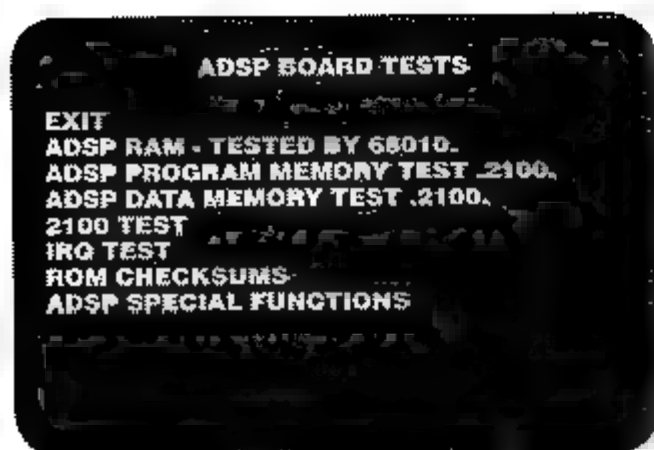 ADSP BOARD TESTS
EXIT
ADSP RAM - TESTED BY 68010.
ADSP PROGRAM MEMORY TEST .2100.
ADSP DATA MEMORY TEST .2100.
2100 TEST
IRQ TEST
ROM CHECKSUMS
ADSP SPECIAL FUNCTIONS